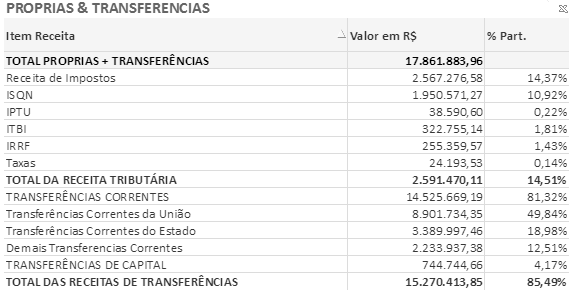 PROPRIAS & TRANSFERENCIAS
Item Receita Valor em R$ % Part.
TOTAL PROPRIAS + TRANSFERÊNCIAS 17.861.883,96
Receita de Impostos 2.567.276,58 14,37%
ISQN 1.950.571,27 10,92%
IPTU 38.590,60 0,22%
ITBI 322.755,14 1,81%
IRRF 255.359,57 1,43%
Taxas 24.193,53 0,14%
TOTAL DA RECEITA TRIBUTÁRIA 2.591.470,11 14,51%
TRANSFERÊNCIAS CORRENTES 14.525.669,19 81,32%
Transferências Correntes da União 8.901.734,35 49,84%
Transferências Correntes do Estado 3.389.997,46 18,98%
Demais Transferencias Correntes 2.233.937,38 12,51%
TRANSFERÊNCIAS DE CAPITAL 744.744,66 4,17%
TOTAL DAS RECEITAS DE TRANSFERÊNCIAS 15.270.413,85 85,49%